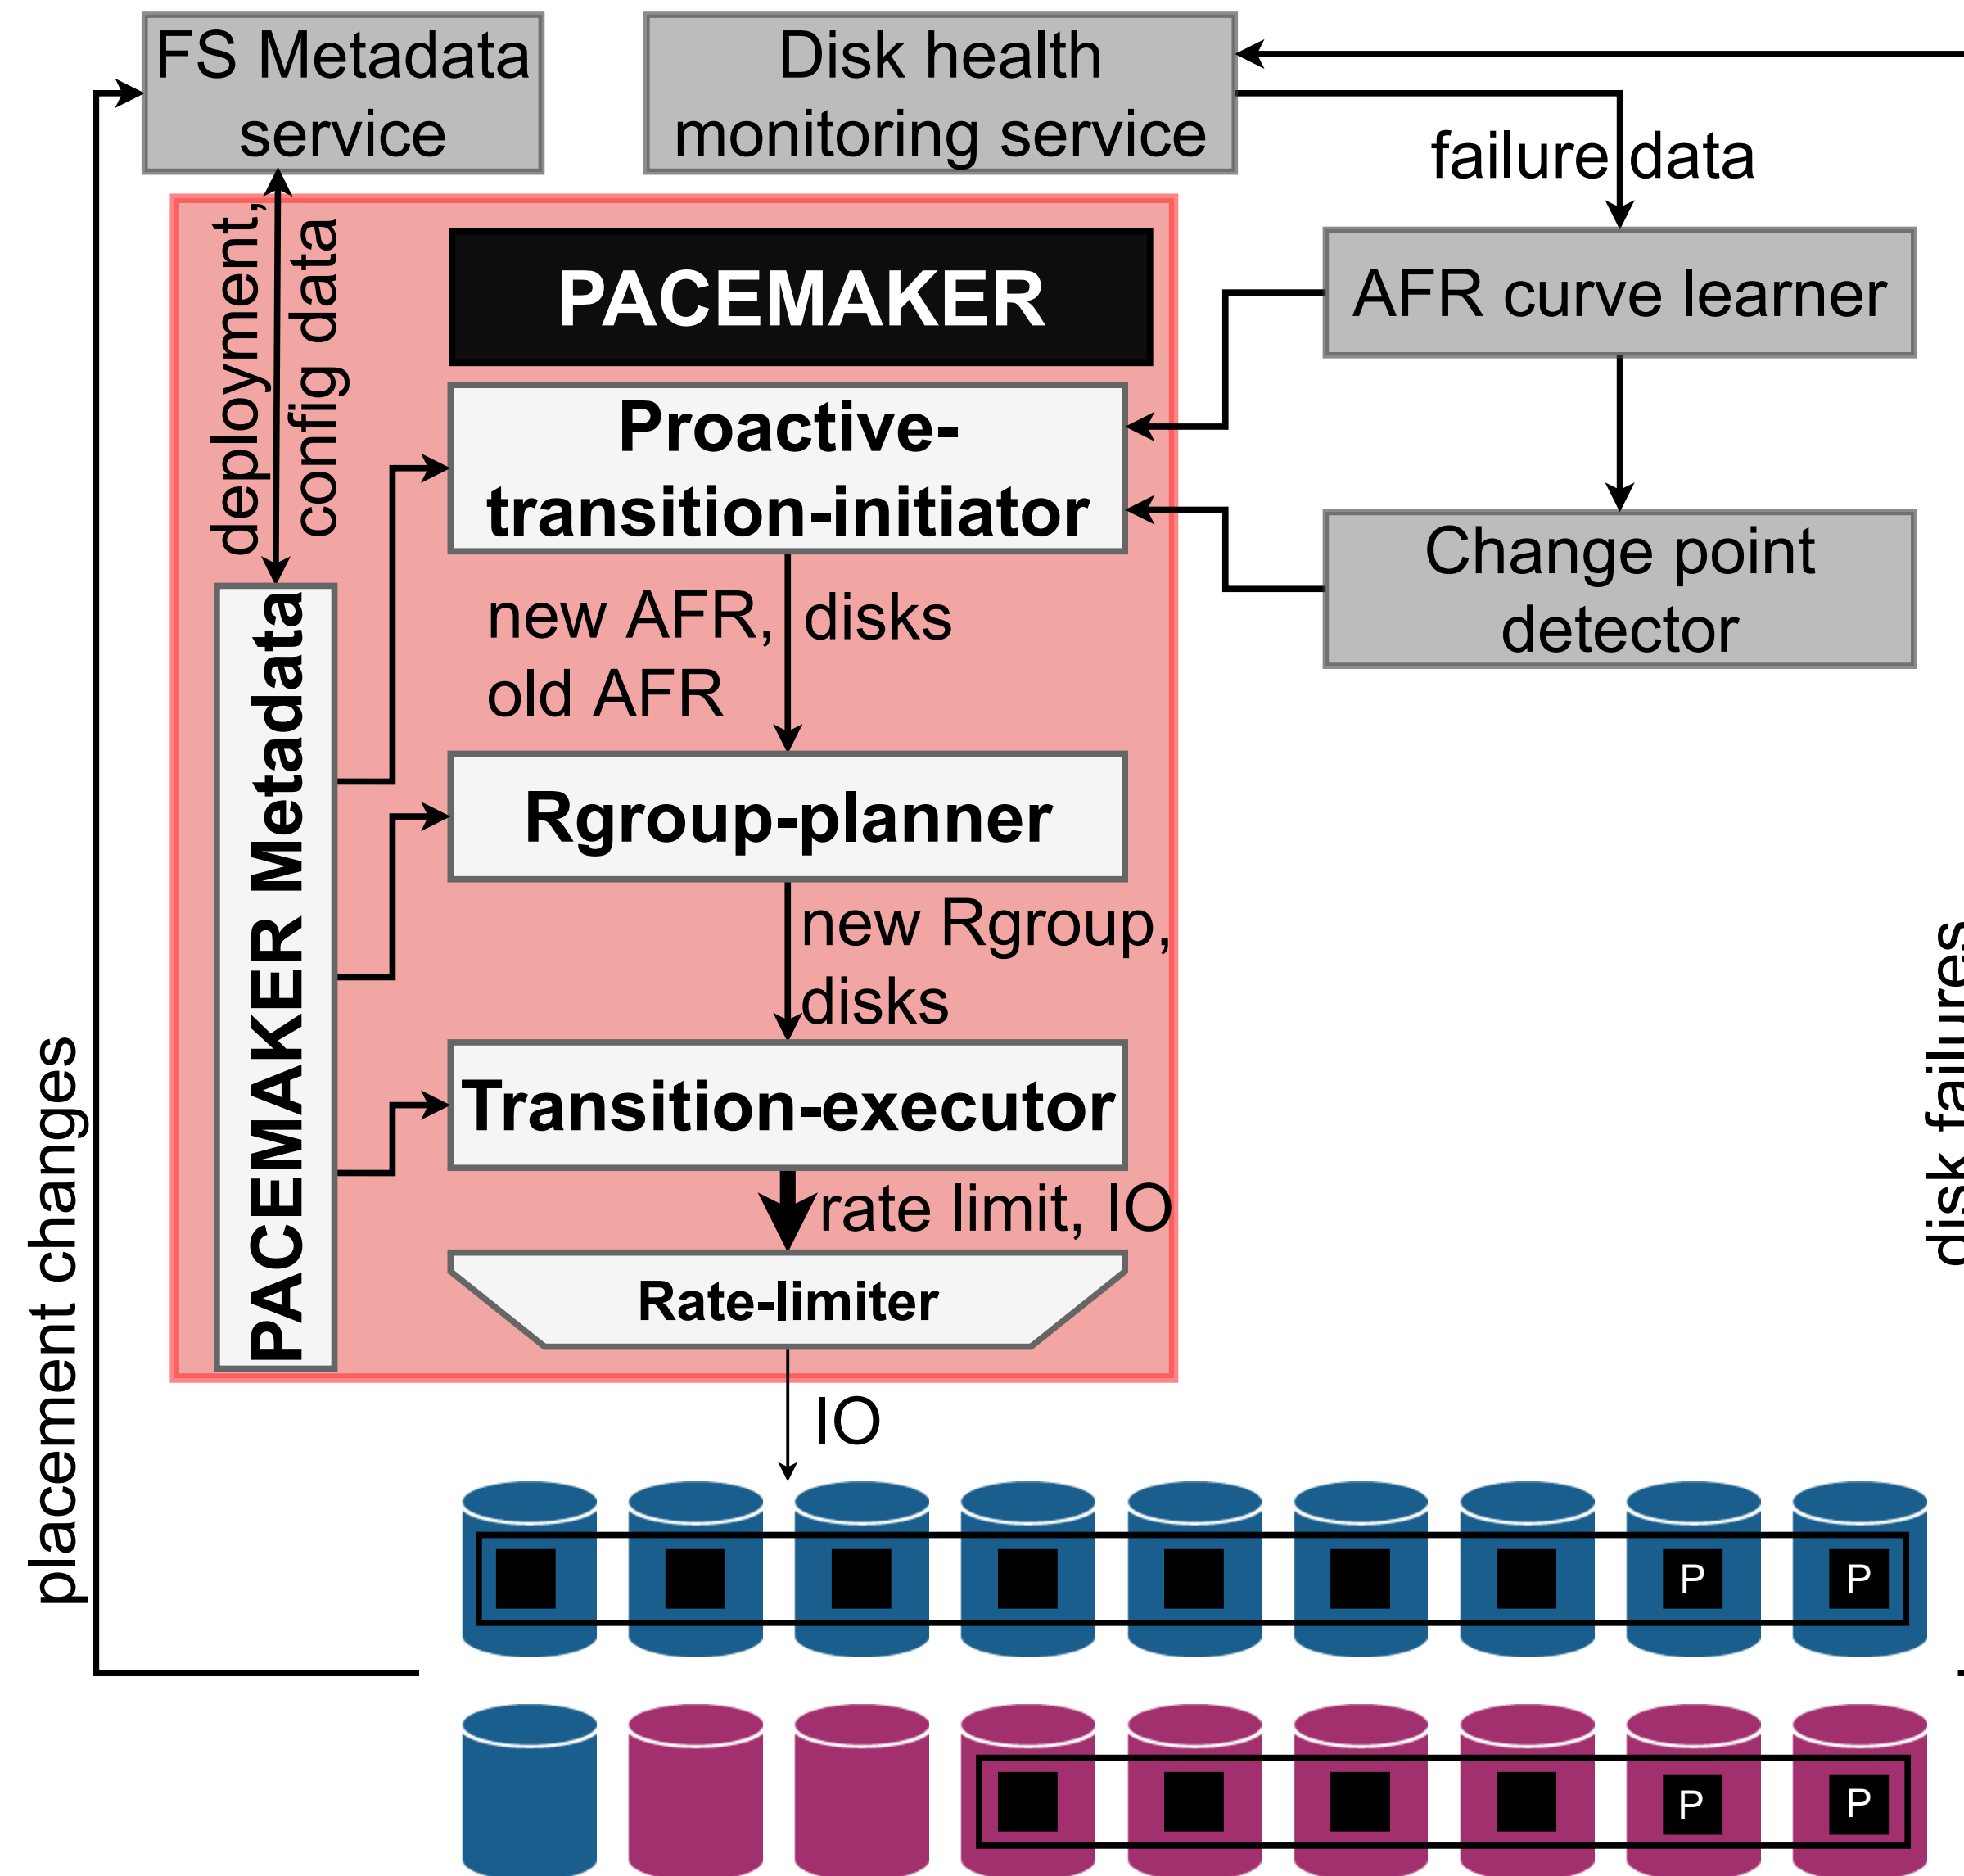 FS Metadata
service
Disk health
monitoring service
failure data
deployment,
config data
PACEMAKER
AFR curve learner
Proactive-
transition-initiator
Change point
detector
new AFR, disks
old AFR
PACEMAKER Metadata
Rgroup-planner
new Rgroup,
disks
Transition-executor
rate limit, IO
Rate-limiter
IO
placement changes
disk failures
P P
P P